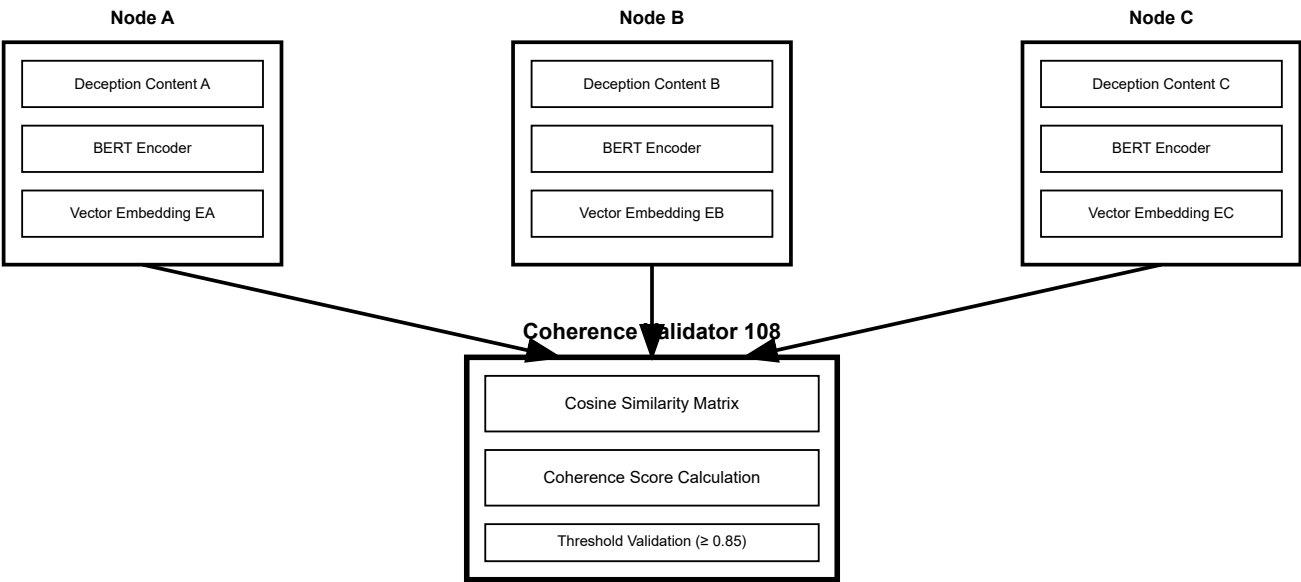 Node A
Node B
Node C
Deception Content A
BERT Encoder
Vector Embedding EA
Deception Content B
BERT Encoder
Vector Embedding EB
Deception Content C
BERT Encoder
Vector Embedding EC
Coherence Validator 108
Cosine Similarity Matrix
Coherence Score Calculation
Threshold Validation (≥ 0.85)